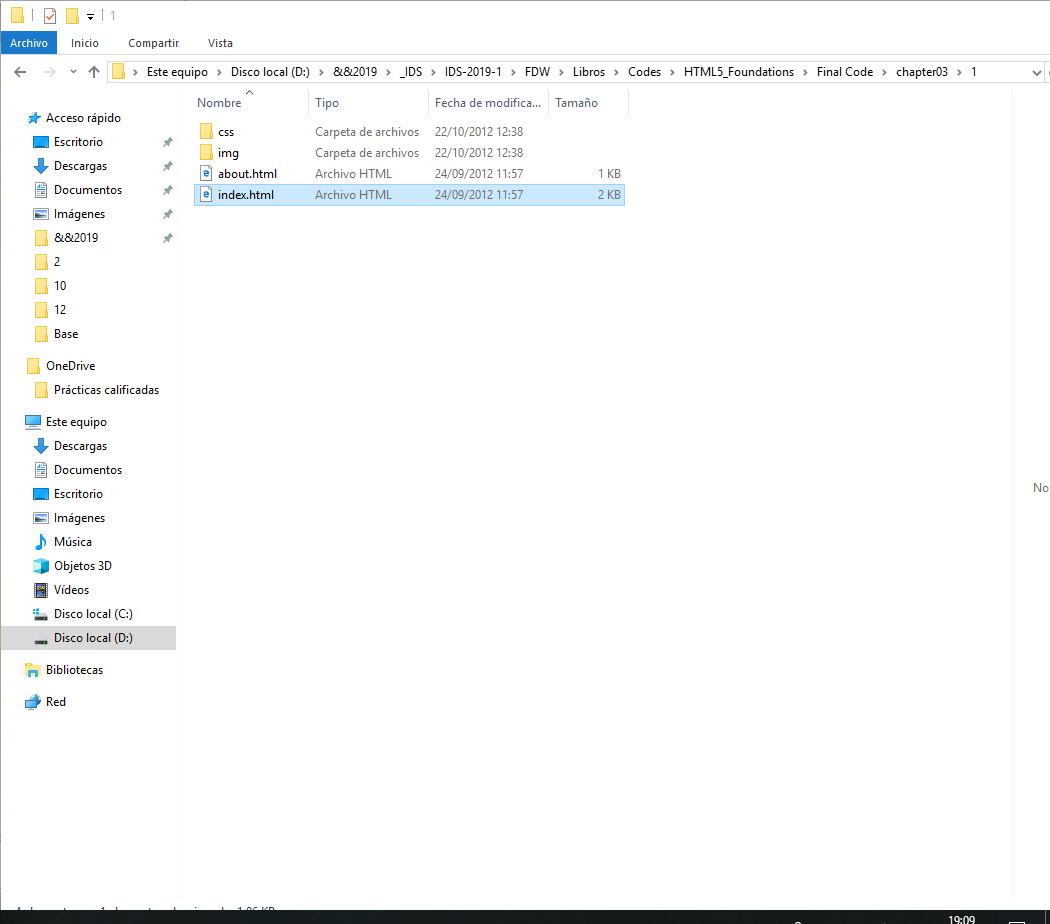 1
Archivo Inicio Compartir Vista
Este equipo Disco local (D:) &&2019 _IDS IDS-2019-1 FDW Libros Codes HTML5_Foundations Final Code chapter03 1
Nombre Tipo Fecha de modifica... Tamaño
css Carpeta de archivos 22/10/2012 12:38
img Carpeta de archivos 22/10/2012 12:38
about.html Archivo HTML 24/09/2012 11:57 1 KB
index.html Archivo HTML 24/09/2012 11:57 2 KB
Acceso rápido
Escritorio
Descargas
Documentos
Imágenes
&&2019
2
10
12
Base
OneDrive
Prácticas calificadas
Este equipo
Descargas
Documentos
Escritorio
Imágenes
Música
Objetos 3D
Vídeos
Disco local (C:)
Disco local (D:)
Bibliotecas
Red
No
19:09